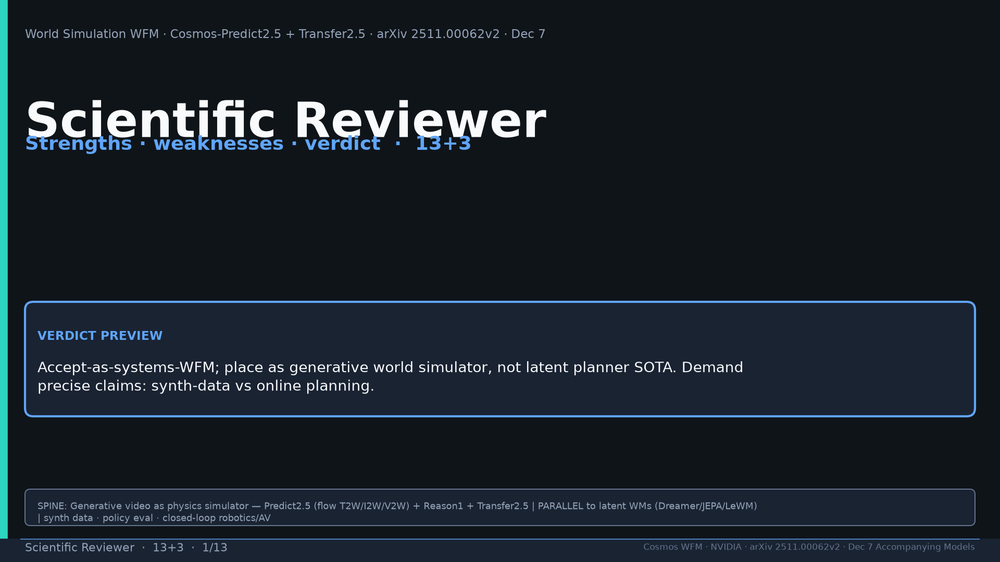 World Simulation WFM · Cosmos-Predict2.5 + Transfer2.5 · arXiv 2511.00062v2 · Dec 7
Scientific Reviewer
Strengths · weaknesses · verdict · 13+3
VERDICT PREVIEW
Accept-as-systems-WFM; place as generative world simulator, not latent planner SOTA. Demand
precise claims: synth-data vs online planning.
SPINE: Generative video as physics simulator — Predict2.5 (flow T2W/I2W/V2W) + Reason1 + Transfer2.5 | PARALLEL to latent WMs (Dreamer/JEPA/LeWM)
| synth data · policy eval · closed-loop robotics/AV
Scientific Reviewer · 13+3 · 1/13
Cosmos WFM · NVIDIA · arXiv 2511.00062v2 · Dec 7 Accompanying Models